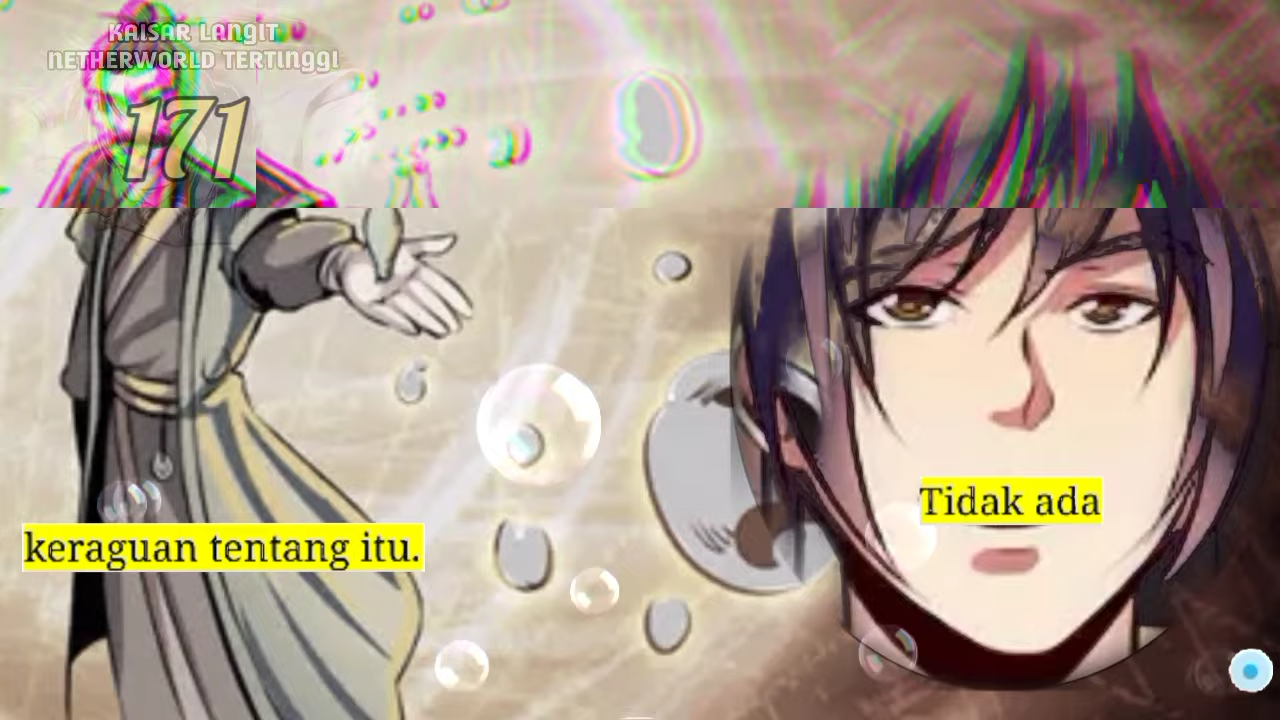 KAISAR LANGIT
NETHERWORLD TERTINGGI
171
Tidak ada
keraguan tentang itu.